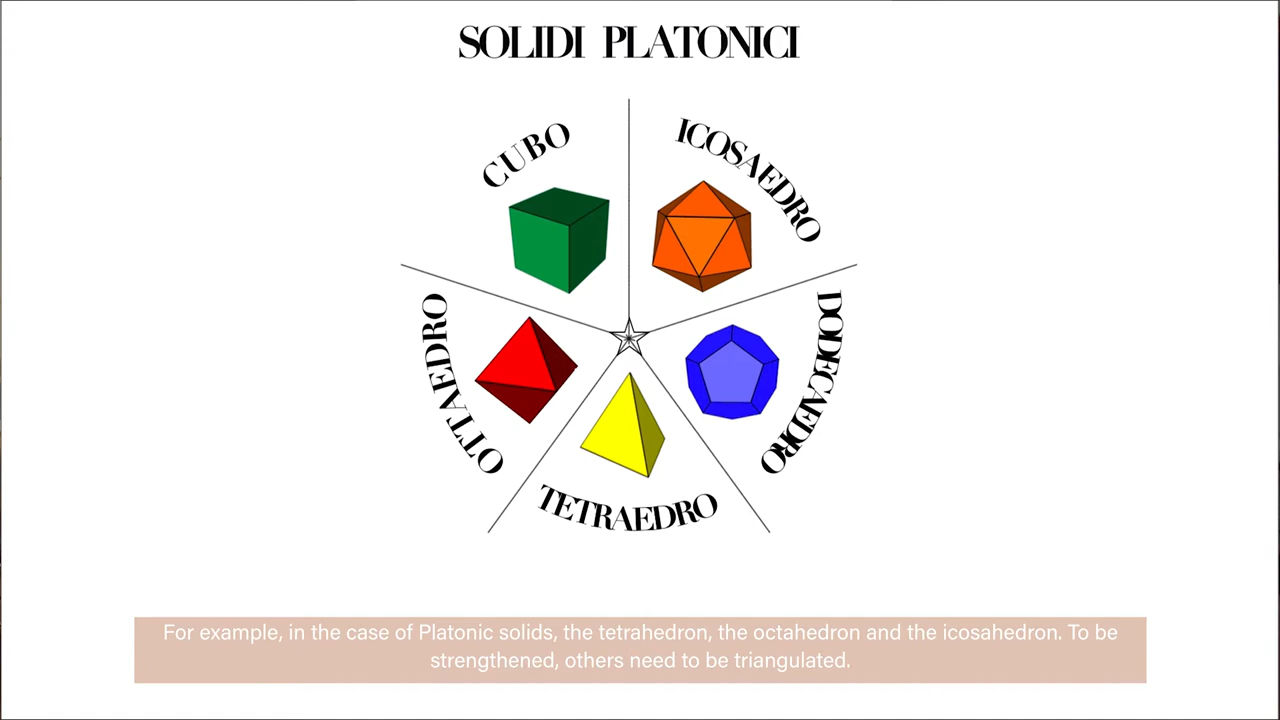 SOLIDI PLATONICI
CUBO
ICOSAEDRO
OTTAEDRO
DODECAEDRO
TETRAEDRO
For example, in the case of Platonic solids, the tetrahedron, the octahedron and the icosahedron. To be
strengthened, others need to be triangulated.